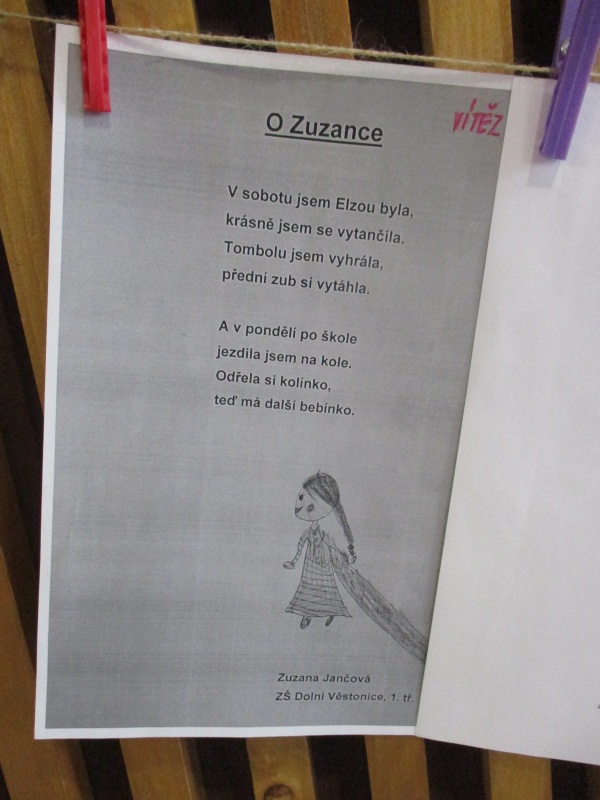 O Zuzance
VÍTĚZ
V sobotu jsem Elzou byla,
krásně jsem se vytančila.
Tombolu jsem vyhrála,
přední zub si vytáhla.
A v pondělí po škole
jezdila jsem na kole.
Odřela si kolínko,
teď má další bebínko.
Zuzana Jančová
ZŠ Dolní Věstonice, 1. tř.